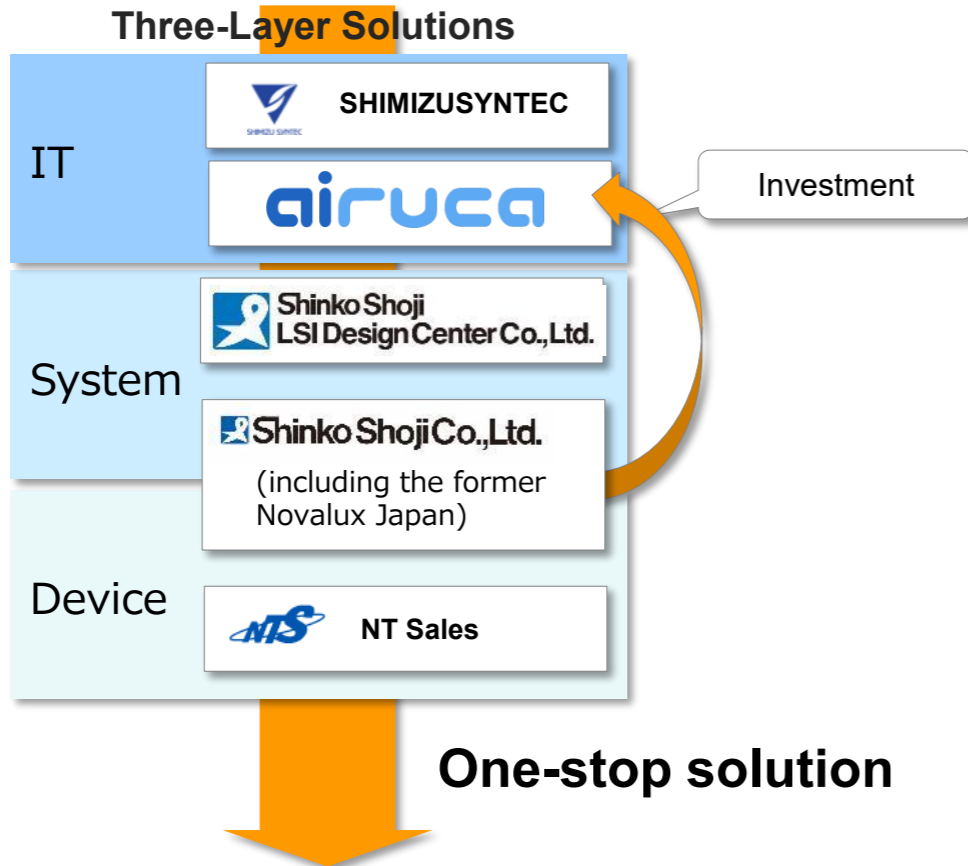 Three-Layer Solutions
IT
SHIMIZU SYNTEC
SHIMIZUSYNTEC
airuca
Investment
System
Shinko Shoji
LSI Design Center Co.,Ltd.
Shinko Shoji Co.,Ltd.
(including the former
Novalux Japan)
Device
NTS
NT Sales
One-stop solution